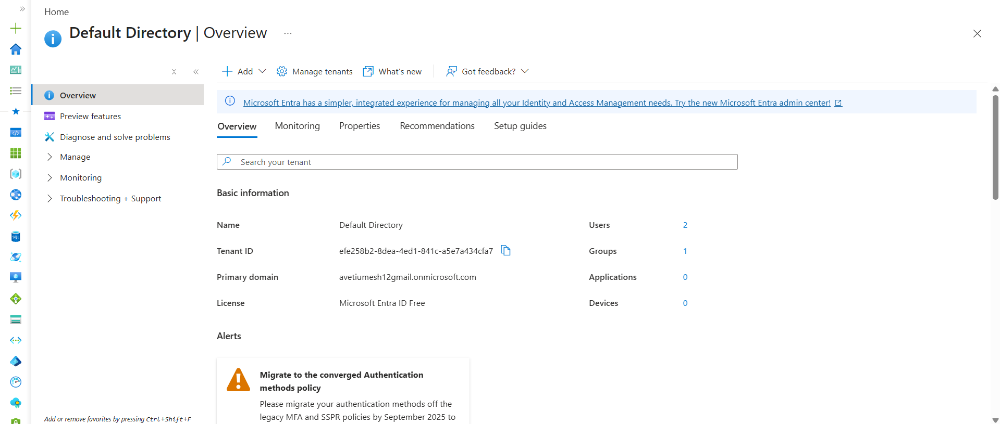 Home
Default Directory | Overview ...
Add
Manage tenants
What's new
Got feedback?
Overview
Preview features
Diagnose and solve problems
Manage
Monitoring
Troubleshooting + Support
Add or remove favorites by pressing Ctrl+Shift+F
Microsoft Entra has a simpler, integrated experience for managing all your Identity and Access Management needs. Try the new Microsoft Entra admin center!
Overview
Monitoring
Properties
Recommendations
Setup guides
Search your tenant
Basic information
Name
Default Directory
Users
2
Tenant ID
efe258b2-8dea-4ed1-841c-a5e7a434cfa7
Groups
1
Primary domain
avetiumesh12gmail.onmicrosoft.com
Applications
0
License
Microsoft Entra ID Free
Devices
0
Alerts
Migrate to the converged Authentication
methods policy
Please migrate your authentication methods off the
legacy MFA and SSPR policies by September 2025 to
SQL